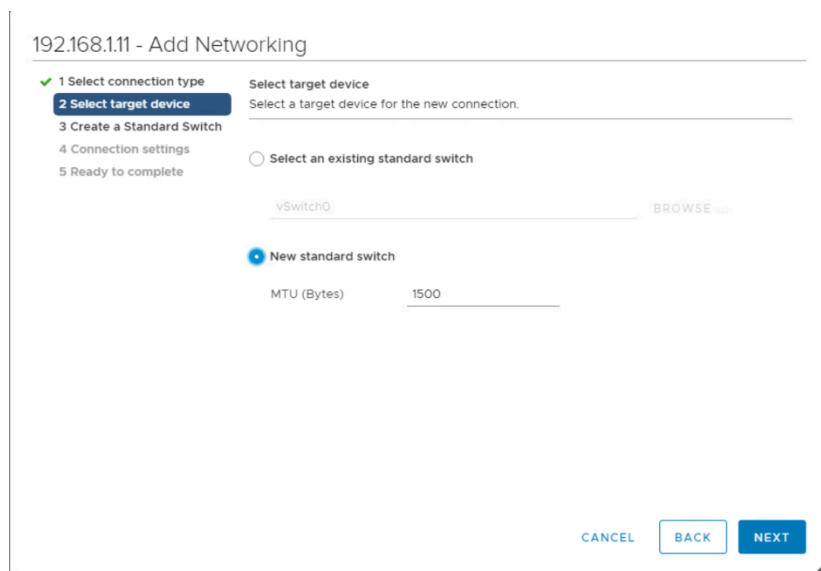 192.168.1.11 - Add Networking
1 Select connection type
2 Select target device
3 Create a Standard Switch
4 Connection settings
5 Ready to complete
Select target device
Select a target device for the new connection.
Select an existing standard switch
vSwitch0
BROWSE ...
New standard switch
MTU (Bytes) 1500
CANCEL BACK NEXT